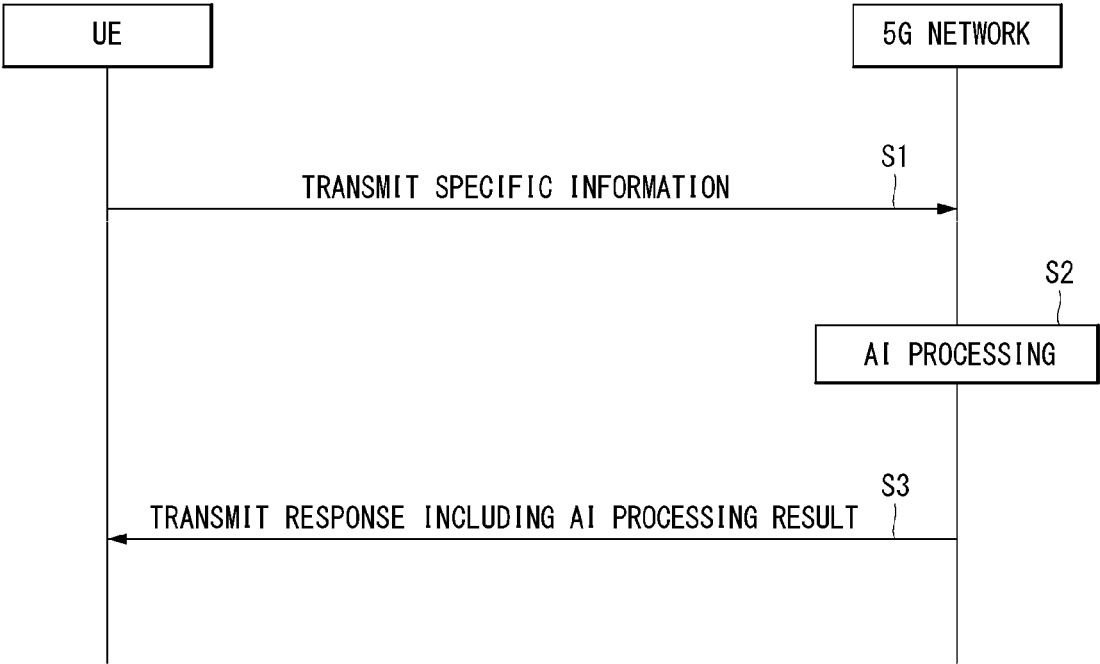 UE
5G NETWORK
S1
TRANSMIT SPECIFIC INFORMATION
S2
AI PROCESSING
S3
TRANSMIT RESPONSE INCLUDING AI PROCESSING RESULT